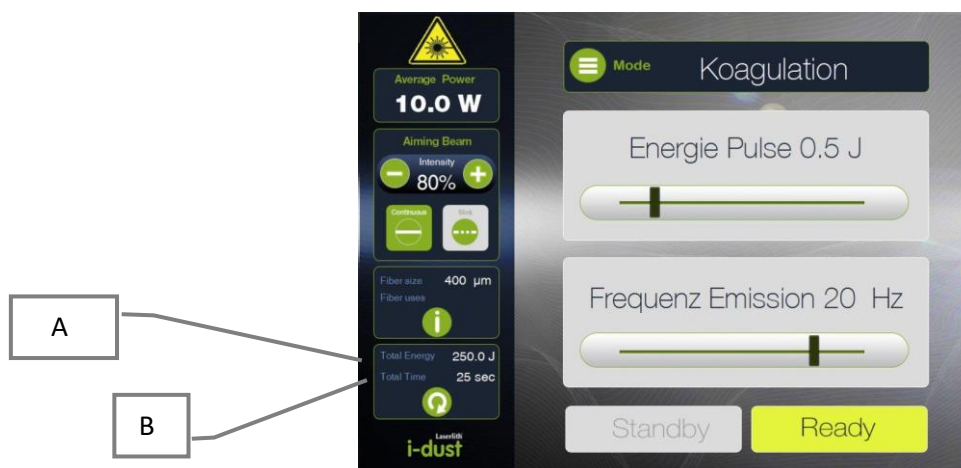 A
B
Average Power
10.0 W
Aiming Beam
Intensity
80%
Continuous
Fiber size 400 µm
Fiber uses
Total Energy 250.0 J
Total Time 25 sec
Laserlith
i-dust
Mode Koagulation
Energie Pulse 0.5 J
Frequenz Emission 20 Hz
Standby Ready